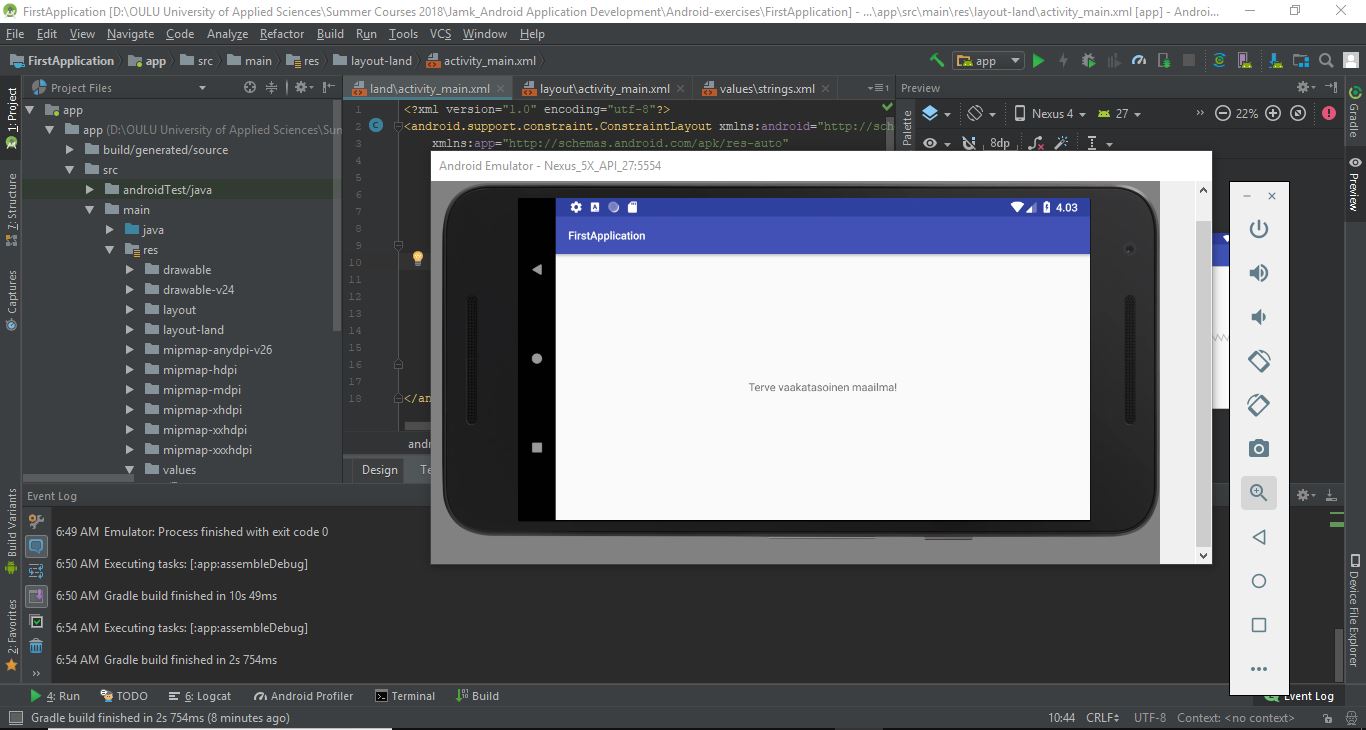 FirstApplication [D:\OULU University of Applied Sciences\Summer Courses 2018\Jamk_Android Application Development\Android-exercises\FirstApplication] - ...\app\src\main\res\layout-land\activity_main.xml [app] - Androi...
File Edit View Navigate Code Analyze Refactor Build Run Tools VCS Window Help
FirstApplication app src main res layout-land activity_main.xml
app
1: Project
Project Files
land\activity_main.xml layout\activity_main.xml values\strings.xml
≡1
Preview
Gradle
app
app (D:\OULU University of Applied Sciences\Sum
build/generated/source
src
androidTest/java
main
java
res
drawable
drawable-v24
layout
layout-land
mipmap-anydpi-v26
mipmap-hdpi
mipmap-mdpi
mipmap-xhdpi
mipmap-xxhdpi
mipmap-xxxhdpi
values
7: Structure
Captures
Build Variants
2: Favorites
1 <?xml version="1.0" encoding="utf-8"?>
2 <android.support.constraint.ConstraintLayout xmlns:android="http://sch
3 xmlns:app="http://schemas.android.com/apk/res-auto"
4
5
6
7
8
9
10
11
12
13
14
15
16
17
18 </an
andr
Design Te
Palette
Nexus 4 27 » 22%
8dp
Preview
Device File Explorer
Android Emulator - Nexus_5X_API_27:5554
A 4.03
FirstApplication
Terve vaakatasoinen maailma!
Event Log
6:49 AM Emulator: Process finished with exit code 0
6:50 AM Executing tasks: [:app:assembleDebug]
6:50 AM Gradle build finished in 10s 49ms
6:54 AM Executing tasks: [:app:assembleDebug]
6:54 AM Gradle build finished in 2s 754ms
»
4: Run TODO 6: Logcat Android Profiler Terminal Build Event Log
Gradle build finished in 2s 754ms (8 minutes ago) 10:44 CRLF UTF-8 Context: <no context>